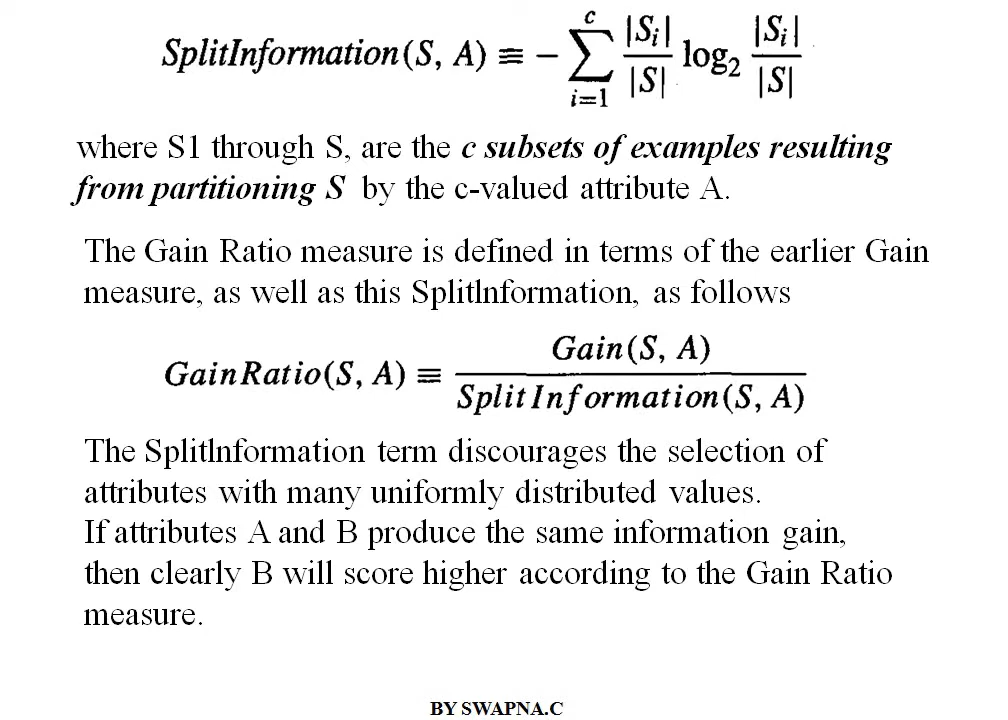 SplitInformation(S, A) ≡ − ∑_{i=1}^{c} |S_i|/|S| log₂ |S_i|/|S|
where S1 through S, are the c subsets of examples resulting
from partitioning S by the c-valued attribute A.
The Gain Ratio measure is defined in terms of the earlier Gain
measure, as well as this SplitInformation, as follows
GainRatio(S, A) ≡ Gain(S, A) / SplitInformation(S, A)
The SplitInformation term discourages the selection of
attributes with many uniformly distributed values.
If attributes A and B produce the same information gain,
then clearly B will score higher according to the Gain Ratio
measure.
BY SWAPNA.C